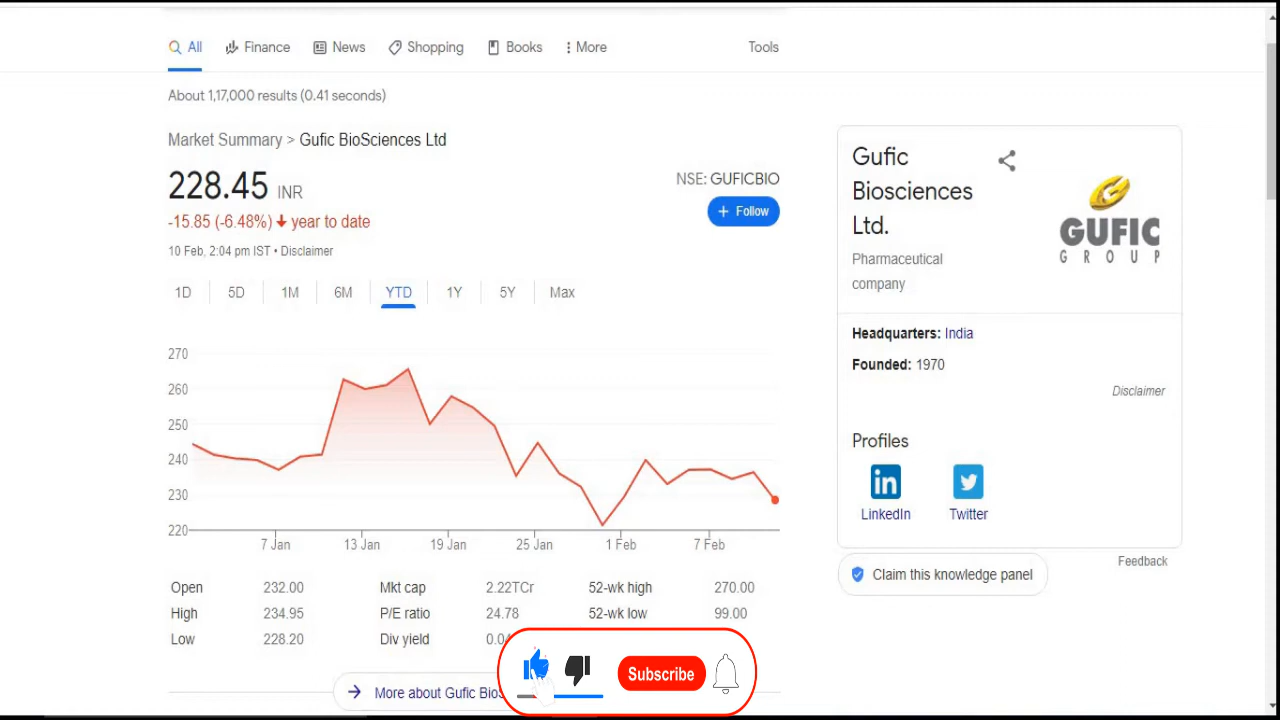 All
Finance
News
Shopping
Books
More
Tools
About 1,17,000 results (0.41 seconds)
Market Summary > Gufic BioSciences Ltd
228.45 INR
-15.85 (-6.48%) year to date
10 Feb, 2:04 pm IST • Disclaimer
NSE: GUFICBIO
+ Follow
1D
5D
1M
6M
YTD
1Y
5Y
Max
270
260
250
240
230
220
7 Jan
13 Jan
19 Jan
25 Jan
1 Feb
7 Feb
Open 232.00 Mkt cap 2.22TCr 52-wk high 270.00
High 234.95 P/E ratio 24.78 52-wk low 99.00
Low 228.20 Div yield
More about Gufic
Subscribe
Gufic
Biosciences
Ltd.
Pharmaceutical
company
GUFIC
GROUP
Headquarters: India
Founded: 1970
Disclaimer
Profiles
in
LinkedIn
Twitter
Feedback
Claim this knowledge panel